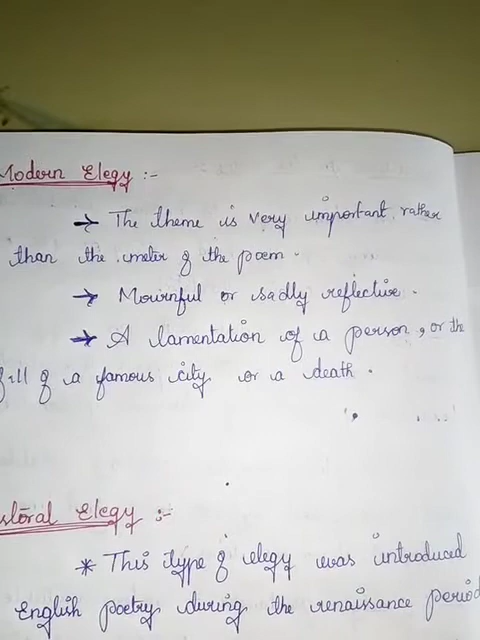 Modern Elegy :-
→ The theme is very important rather
than the meter of the poem.
→ Mournful or sadly reflective.
→ A lamentation of a person, or the
fall of a famous city or a death.
storal Elegy :-
* This type of elegy was introduced
English poetry during the renaissance period